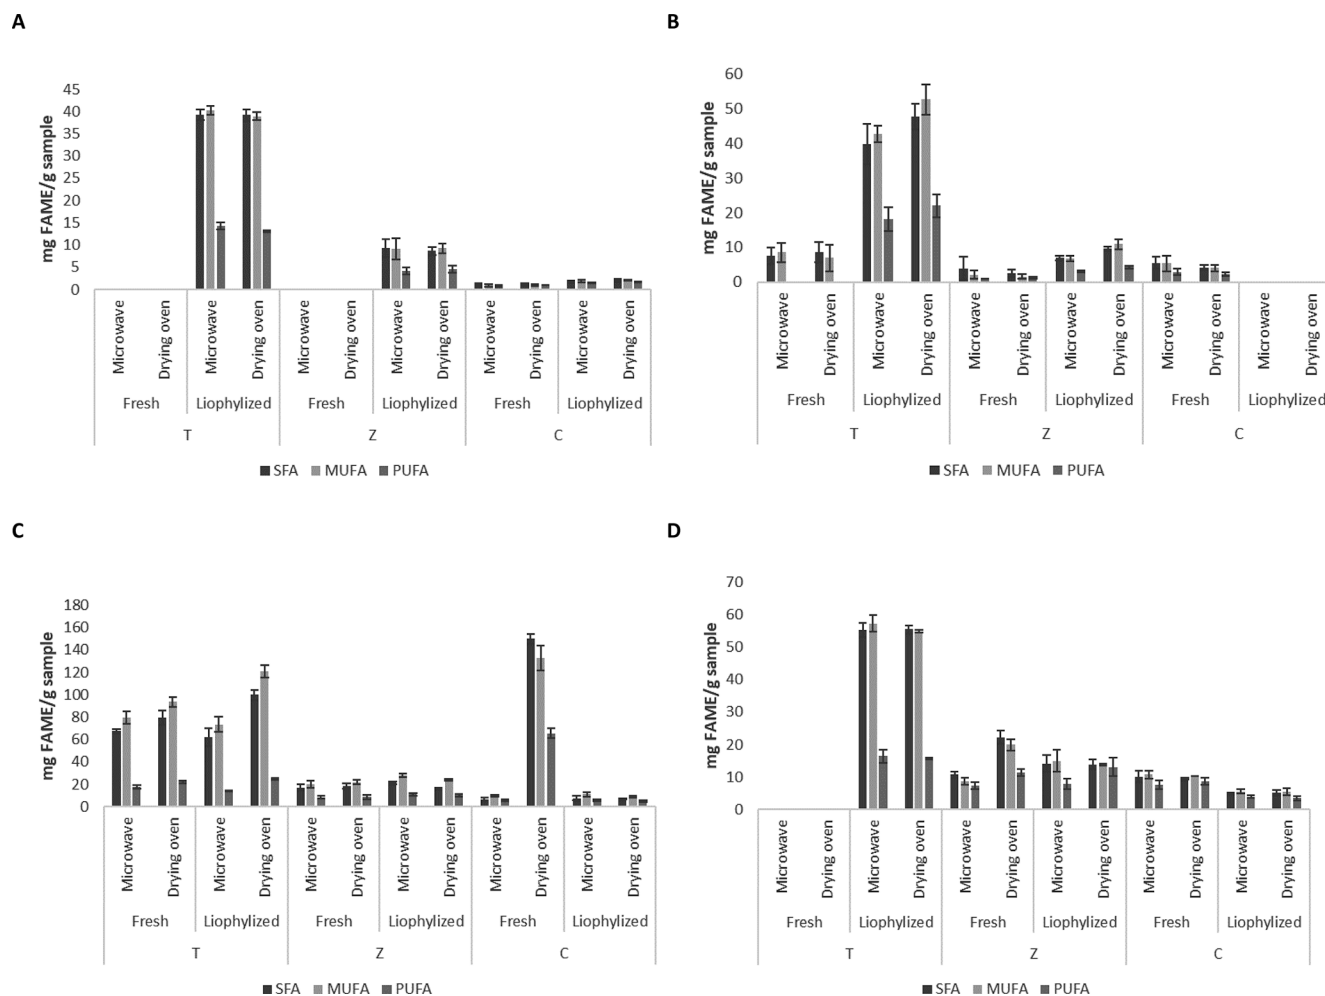 A
mg FAME/g sample
45
40
35
30
25
20
15
10
5
0
Microwave Drying oven Microwave Drying oven Microwave Drying oven Microwave Drying oven Microwave Drying oven Microwave Drying oven
Fresh Liophylized Fresh Liophylized Fresh Liophylized
T Z C
SFA MUFA PUFA
B
mg FAME/g sample
60
50
40
30
20
10
0
Microwave Drying oven Microwave Drying oven Microwave Drying oven Microwave Drying oven Microwave Drying oven Microwave Drying oven
Fresh Liophylized Fresh Liophylized Fresh Liophylized
T Z C
SFA MUFA PUFA
C
mg FAME/g sample
180
160
140
120
100
80
60
40
20
0
Microwave Drying oven Microwave Drying oven Microwave Drying oven Microwave Drying oven Microwave Drying oven Microwave Drying oven
Fresh Liophylized Fresh Liophylized Fresh Liophylized
T Z C
SFA MUFA PUFA
D
mg FAME/g sample
70
60
50
40
30
20
10
0
Microwave Drying oven Microwave Drying oven Microwave Drying oven Microwave Drying oven Microwave Drying oven Microwave Drying oven
Fresh Liophylized Fresh Liophylized Fresh Liophylized
T Z C
SFA MUFA PUFA